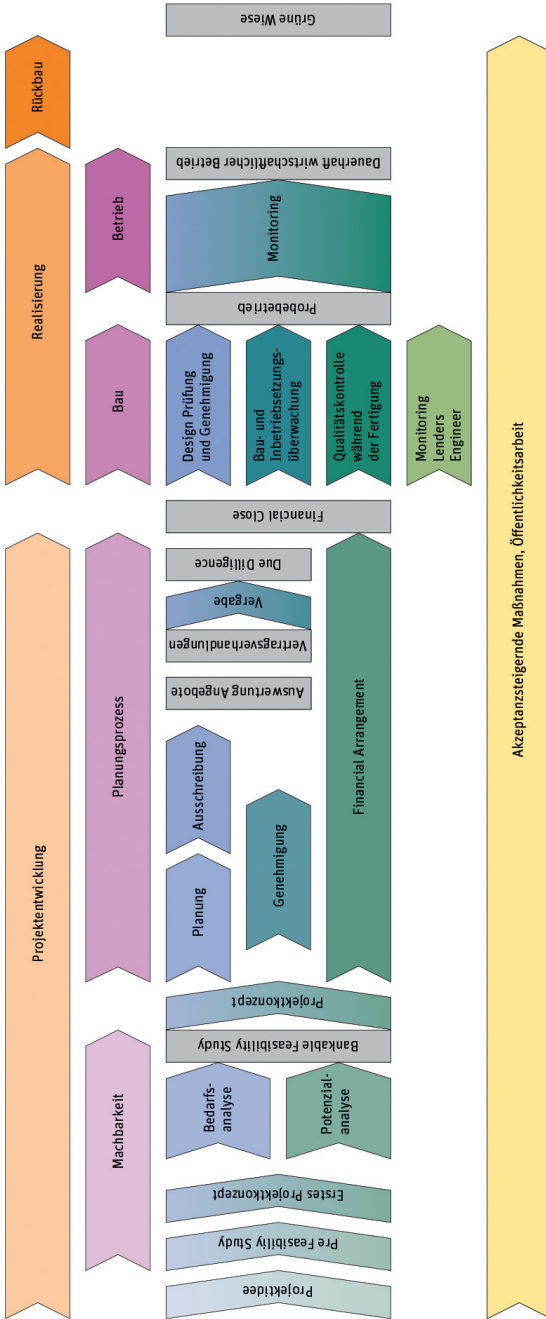 Projektentwicklung
Realisierung
Rückbau
Machbarkeit
Planungsprozess
Bau
Betrieb
Projektidee
Pre Feasibility Study
Erstes Projektkonzept
Bedarfs-
analyse
Potenzial-
analyse
Bankable Feasibility Study
Projektkonzept
Planung
Ausschreibung
Genehmigung
Financial Arrangement
Auswertung Angebote
Vertragsverhandlungen
Vergabe
Due Dilligence
Financial Close
Design Prüfung
und Genehmigung
Bau- und
Inbetriebsetzungs-
überwachung
Qualitätskontrolle
während
der Fertigung
Monitoring
Lenders
Engineer
Probebetrieb
Monitoring
Dauerhaft wirtschaftlicher Betrieb
Grüne Wiese
Akzeptanzsteigernde Maßnahmen, Öffentlichkeitsarbeit